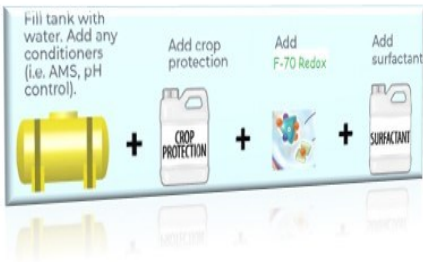 Fill tank with
water. Add any
conditioners
(i.e. AMS, pH
control).
Add crop
protection
Add
F-70 Redox
Add
surfactant
CROP
PROTECTION
SURFACTANT